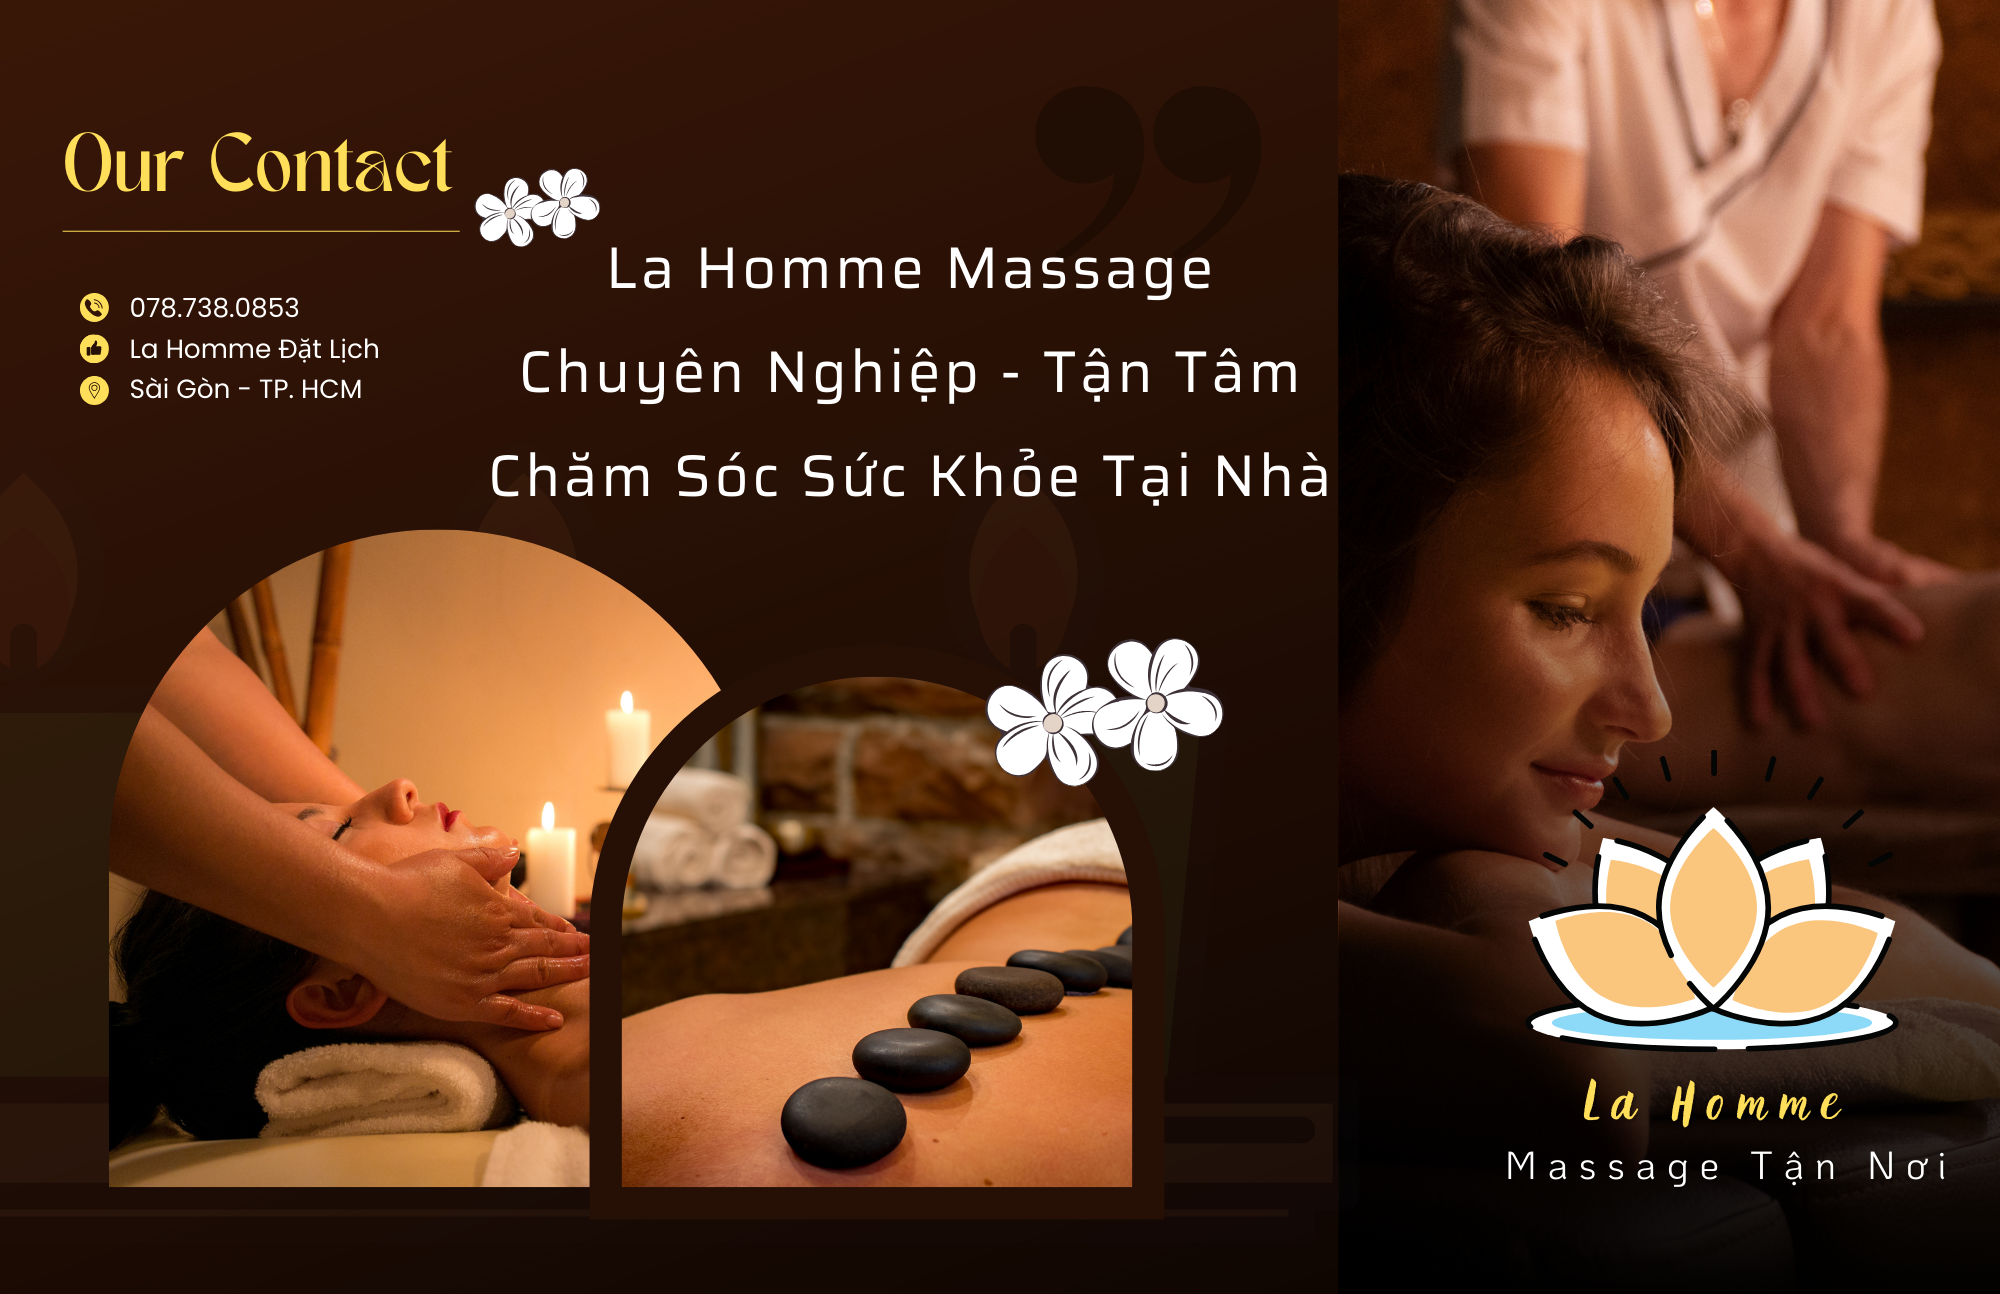 Our Contact
078.738.0853
La Homme Đặt Lịch
Sài Gòn - TP. HCM
La Homme Massage
Chuyên Nghiệp - Tận Tâm
Chăm Sóc Sức Khỏe Tại Nhà
La Homme
Massage Tận Nơi